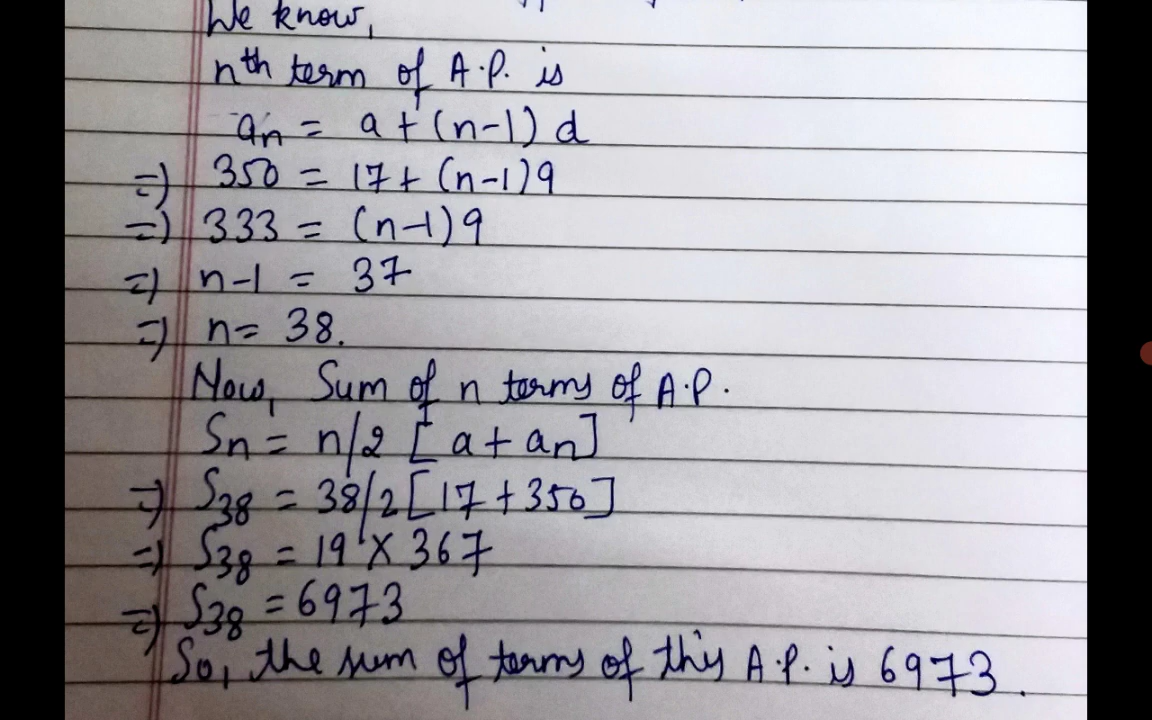 We know,
nth term of A.P. is
an = a + (n-1) d
=) 350 = 17 + (n-1)9
=) 333 = (n-1)9
=) n-1 = 37
=) n= 38.
Now, Sum of n terms of A.P.
Sn = n/2 [a + an]
=) S38 = 38/2 [17 + 350]
=) S38 = 19 X 367
=) S38 = 6973
So, the sum of terms of this A.P. is 6973.